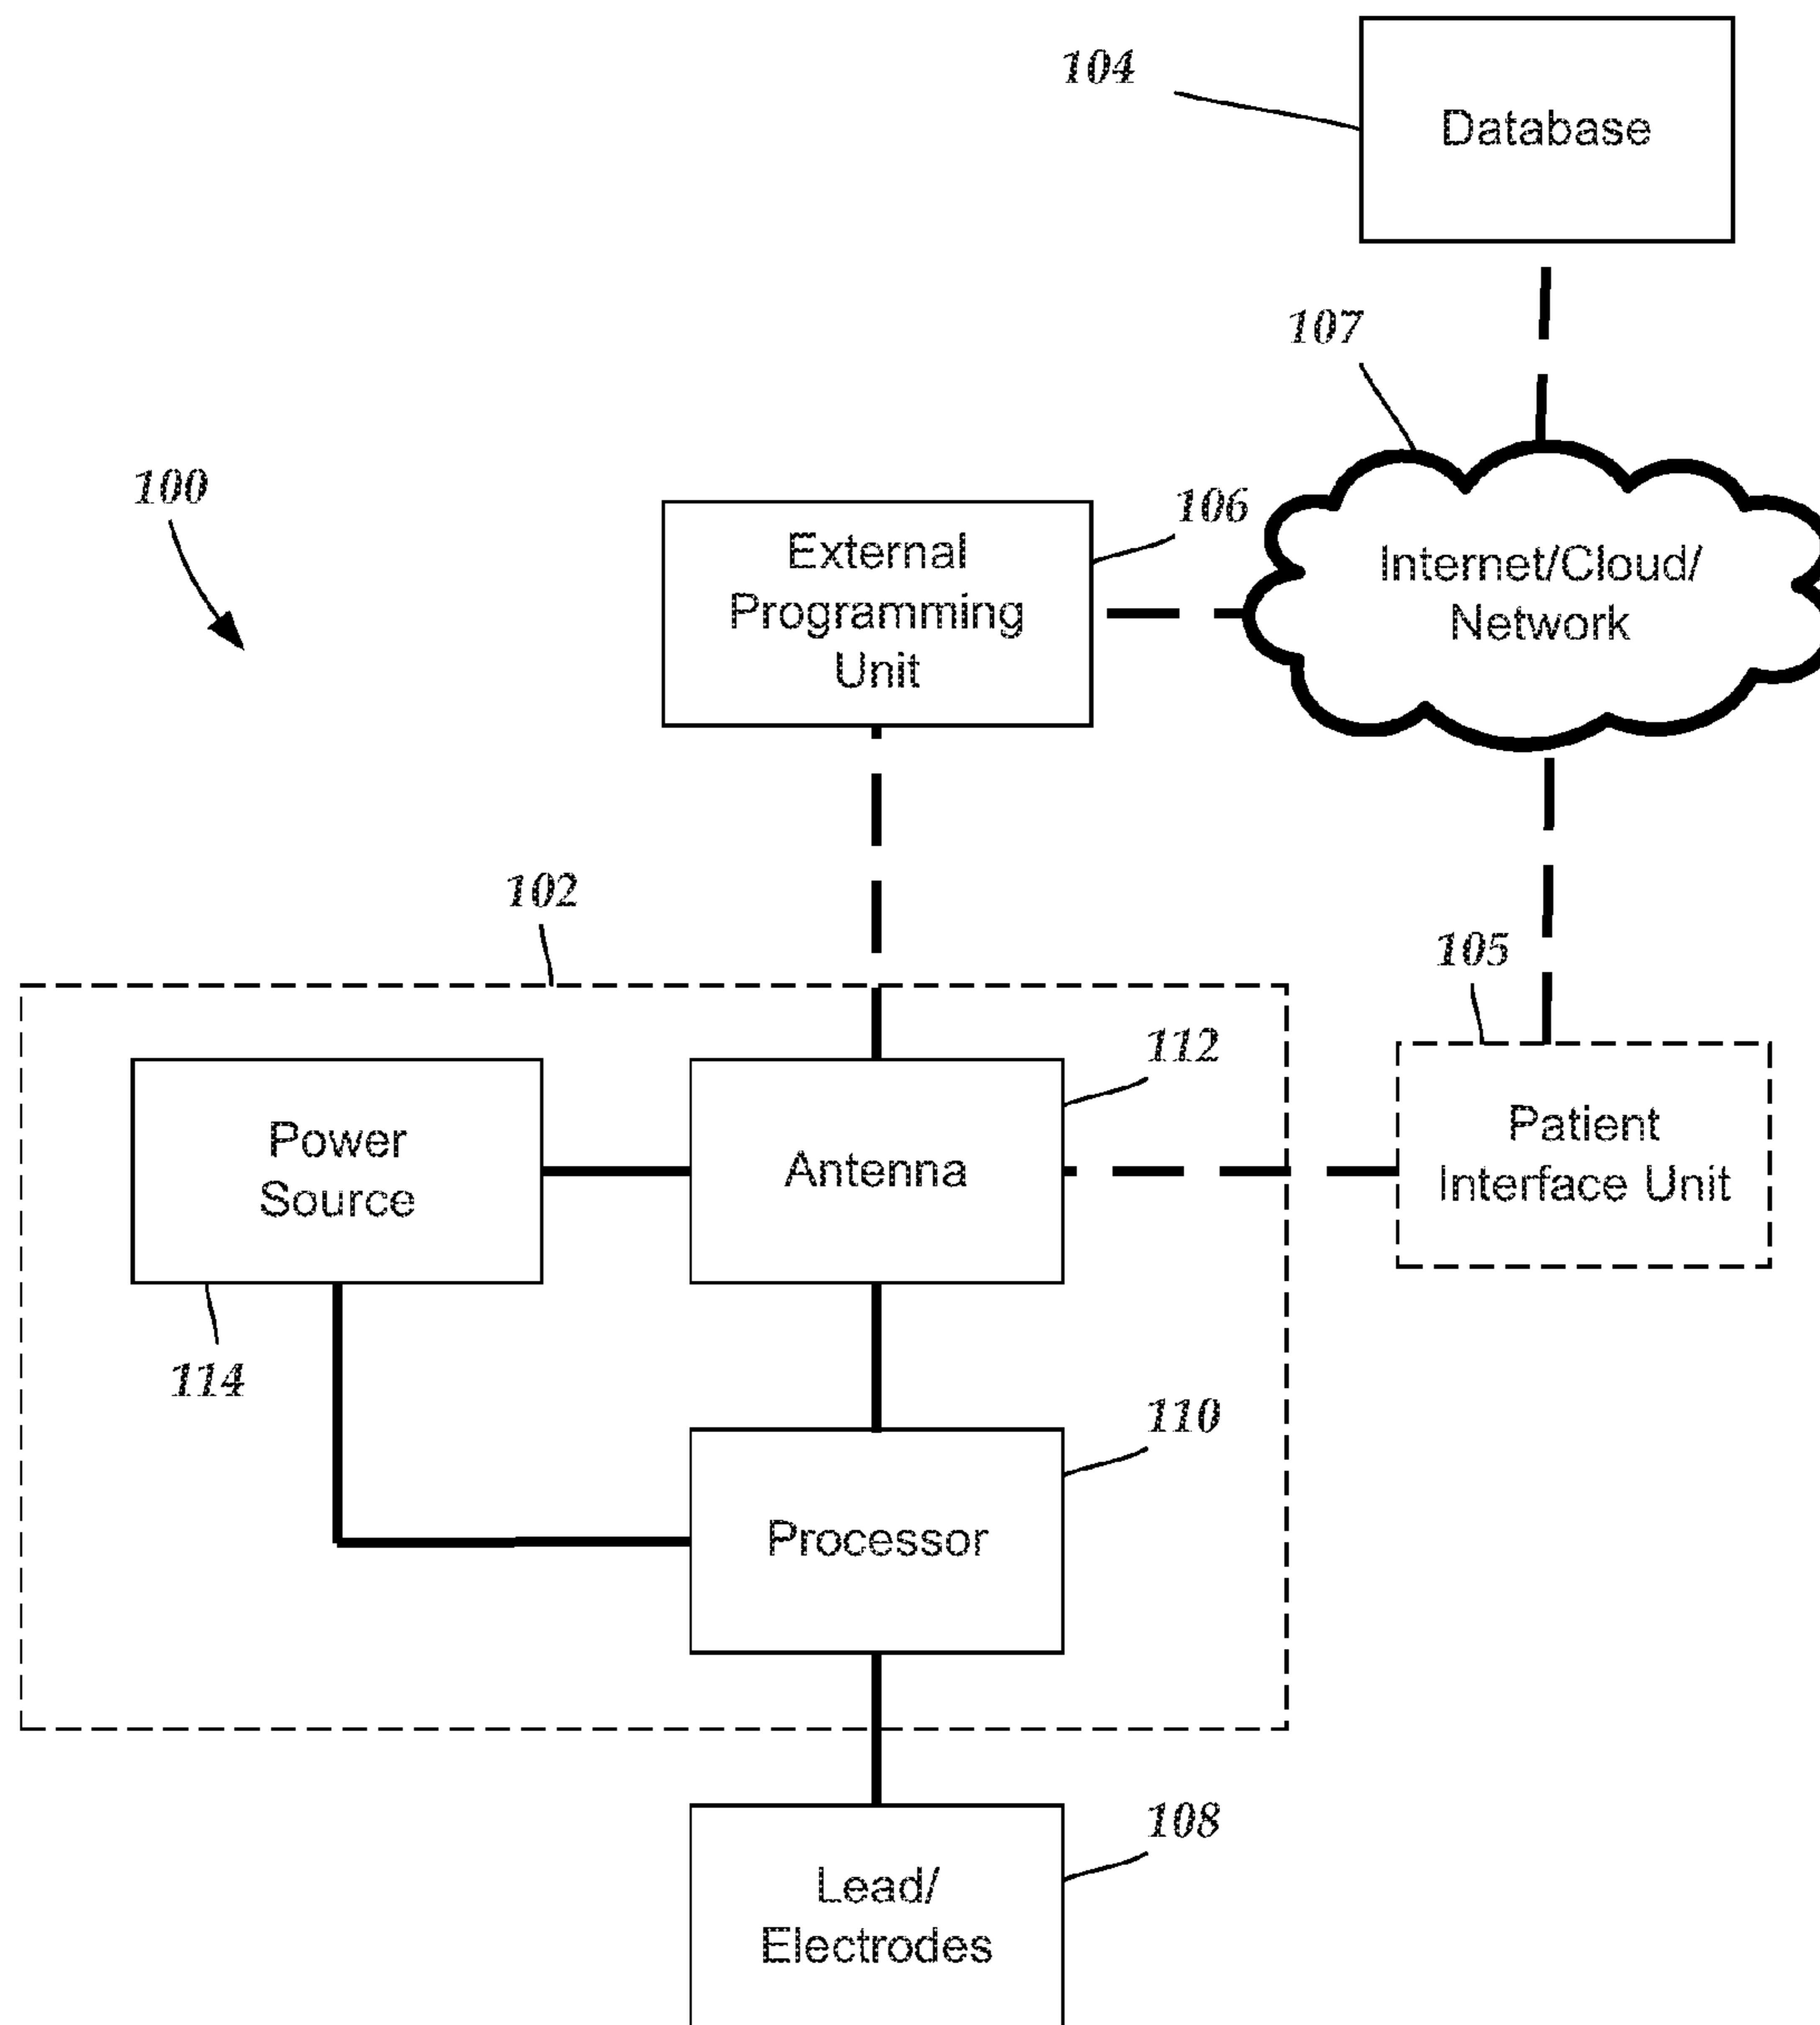 104
Database
107
100
106
External
Programming
Unit
Internet/Cloud/
Network
102
105
112
Power
Source
Antenna
Patient
Interface Unit
114
110
Processor
108
Lead/
Electrodes